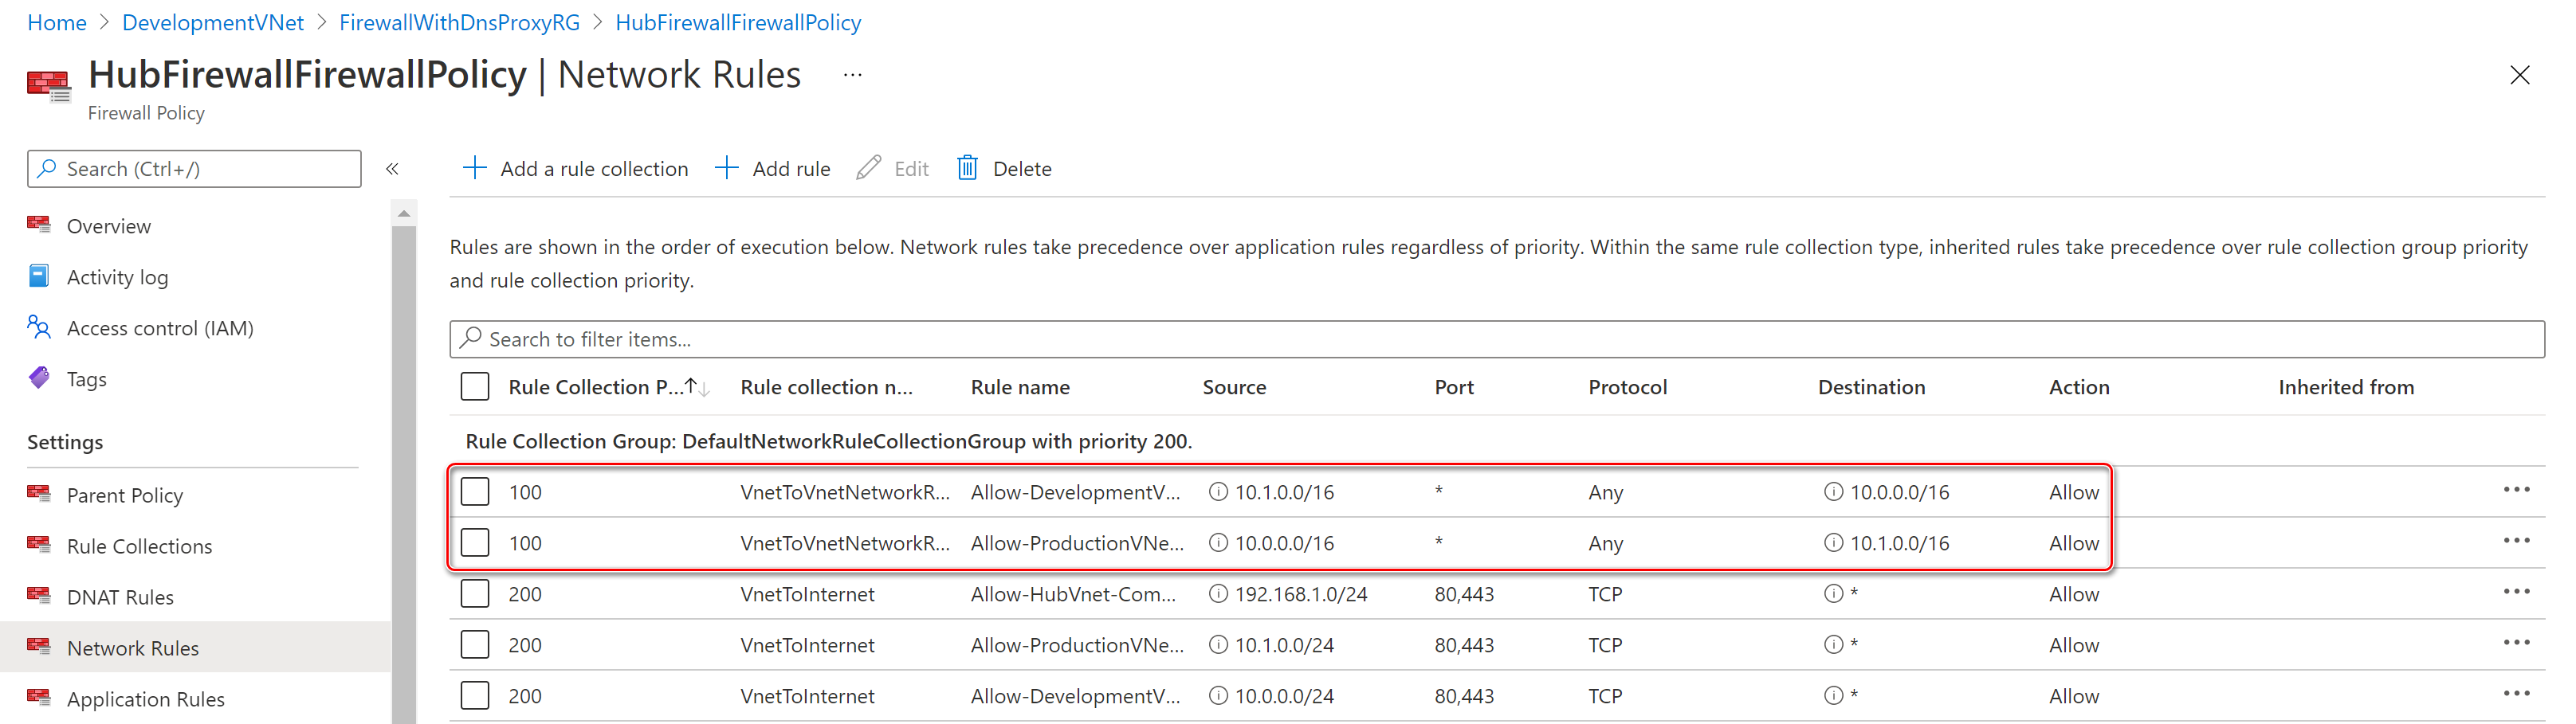 Home > DevelopmentVNet > FirewallWithDnsProxyRG > HubFirewallFirewallPolicy
HubFirewallFirewallPolicy | Network Rules ...
Firewall Policy
Search (Ctrl+/) «
Overview
Activity log
Access control (IAM)
Tags
Settings
Parent Policy
Rule Collections
DNAT Rules
Network Rules
Application Rules
+ Add a rule collection + Add rule Edit Delete
Rules are shown in the order of execution below. Network rules take precedence over application rules regardless of priority. Within the same rule collection type, inherited rules take precedence over rule collection group priority
and rule collection priority.
Search to filter items...
Rule Collection P...↑↓ Rule collection n... Rule name Source Port Protocol Destination Action Inherited from
Rule Collection Group: DefaultNetworkRuleCollectionGroup with priority 200.
100 VnetToVnetNetworkR... Allow-DevelopmentV... 10.1.0.0/16 * Any 10.0.0.0/16 Allow ...
100 VnetToVnetNetworkR... Allow-ProductionVNe... 10.0.0.0/16 * Any 10.1.0.0/16 Allow ...
200 VnetToInternet Allow-HubVnet-Com... 192.168.1.0/24 80,443 TCP * Allow ...
200 VnetToInternet Allow-ProductionVNe... 10.1.0.0/24 80,443 TCP * Allow ...
200 VnetToInternet Allow-DevelopmentV... 10.0.0.0/24 80,443 TCP * Allow ...